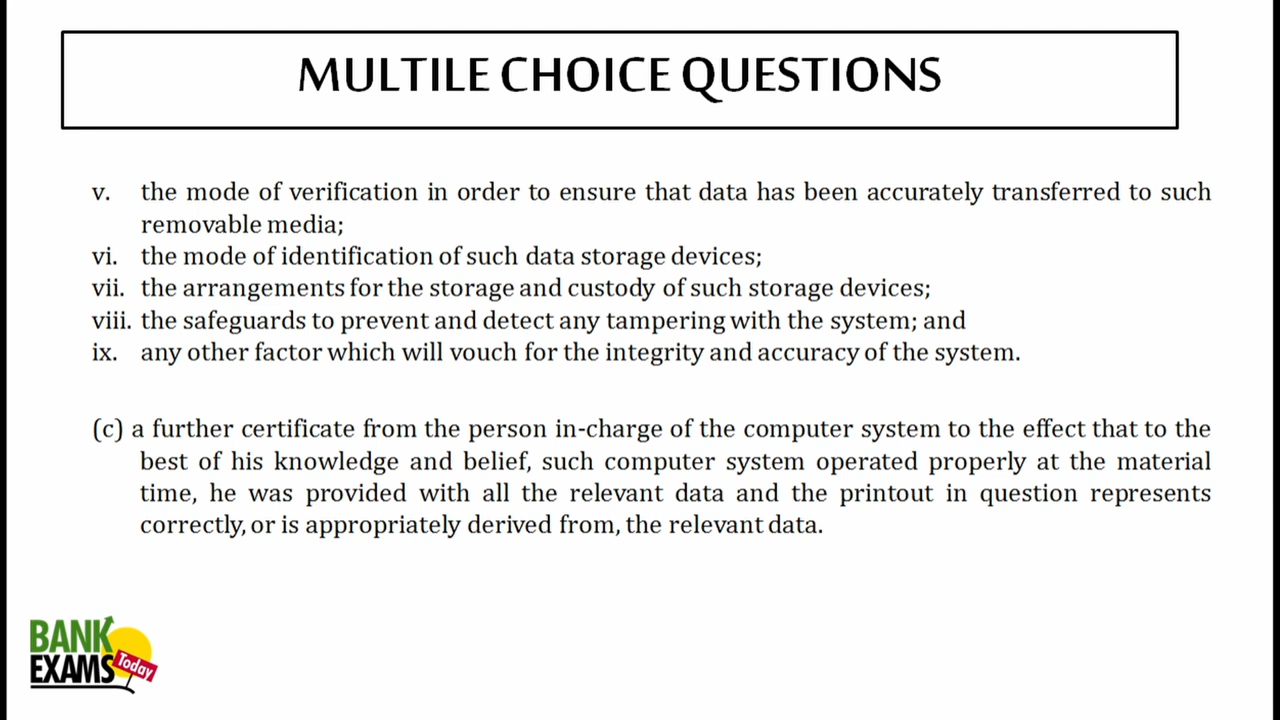 MULTILE CHOICE QUESTIONS
v. the mode of verification in order to ensure that data has been accurately transferred to such
removable media;
vi. the mode of identification of such data storage devices;
vii. the arrangements for the storage and custody of such storage devices;
viii. the safeguards to prevent and detect any tampering with the system; and
ix. any other factor which will vouch for the integrity and accuracy of the system.
(c) a further certificate from the person in-charge of the computer system to the effect that to the
best of his knowledge and belief, such computer system operated properly at the material
time, he was provided with all the relevant data and the printout in question represents
correctly, or is appropriately derived from, the relevant data.
BANK
EXAMS
Today